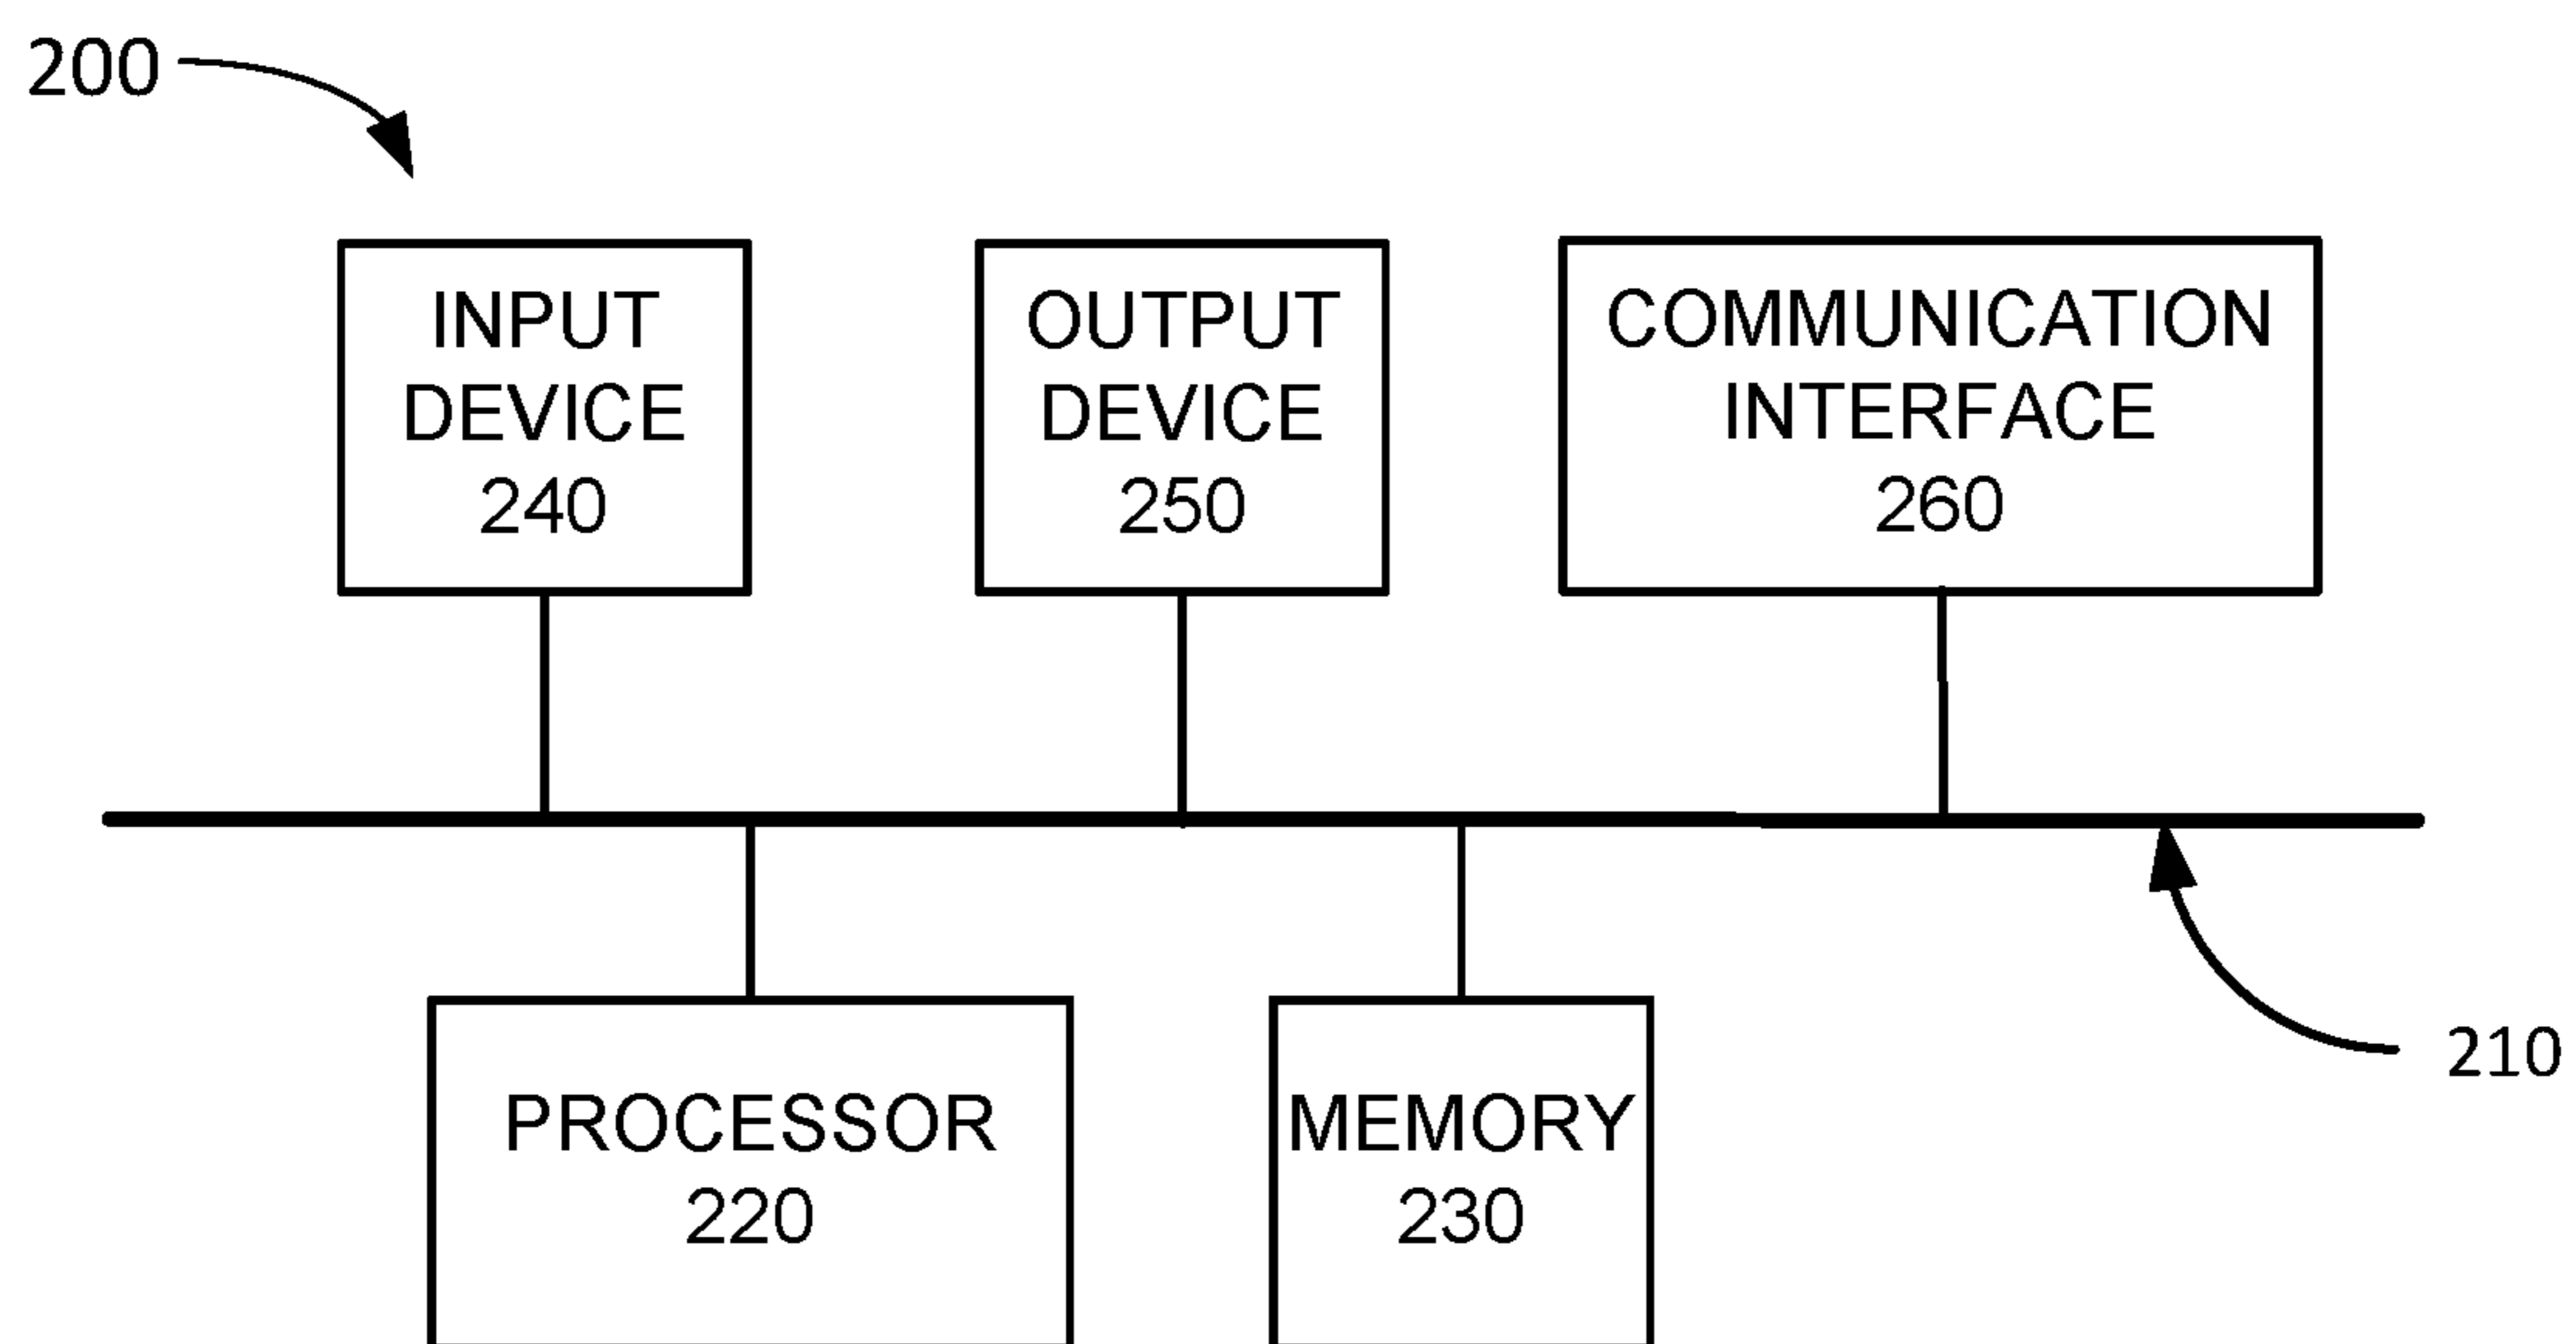 200
INPUT
DEVICE
240
OUTPUT
DEVICE
250
COMMUNICATION
INTERFACE
260
210
PROCESSOR
220
MEMORY
230